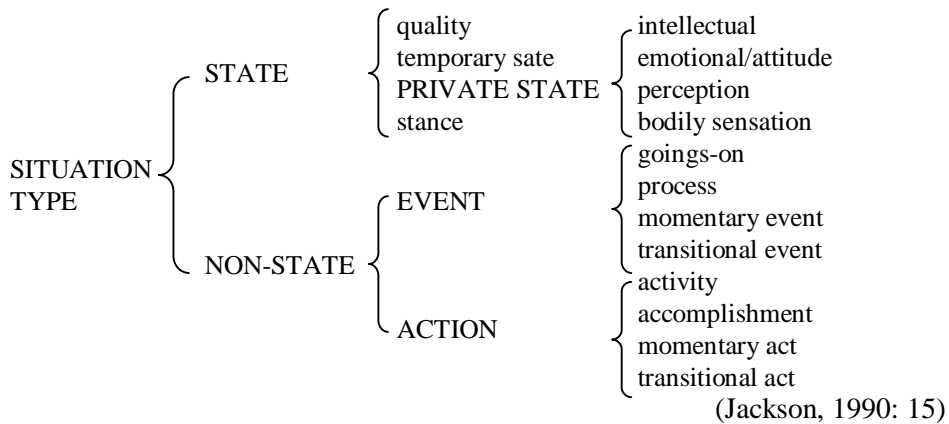 SITUATION
TYPE
STATE
quality
temporary sate
PRIVATE STATE
stance
intellectual
emotional/attitude
perception
bodily sensation
NON-STATE
EVENT
goings-on
process
momentary event
transitional event
ACTION
activity
accomplishment
momentary act
transitional act
(Jackson, 1990: 15)